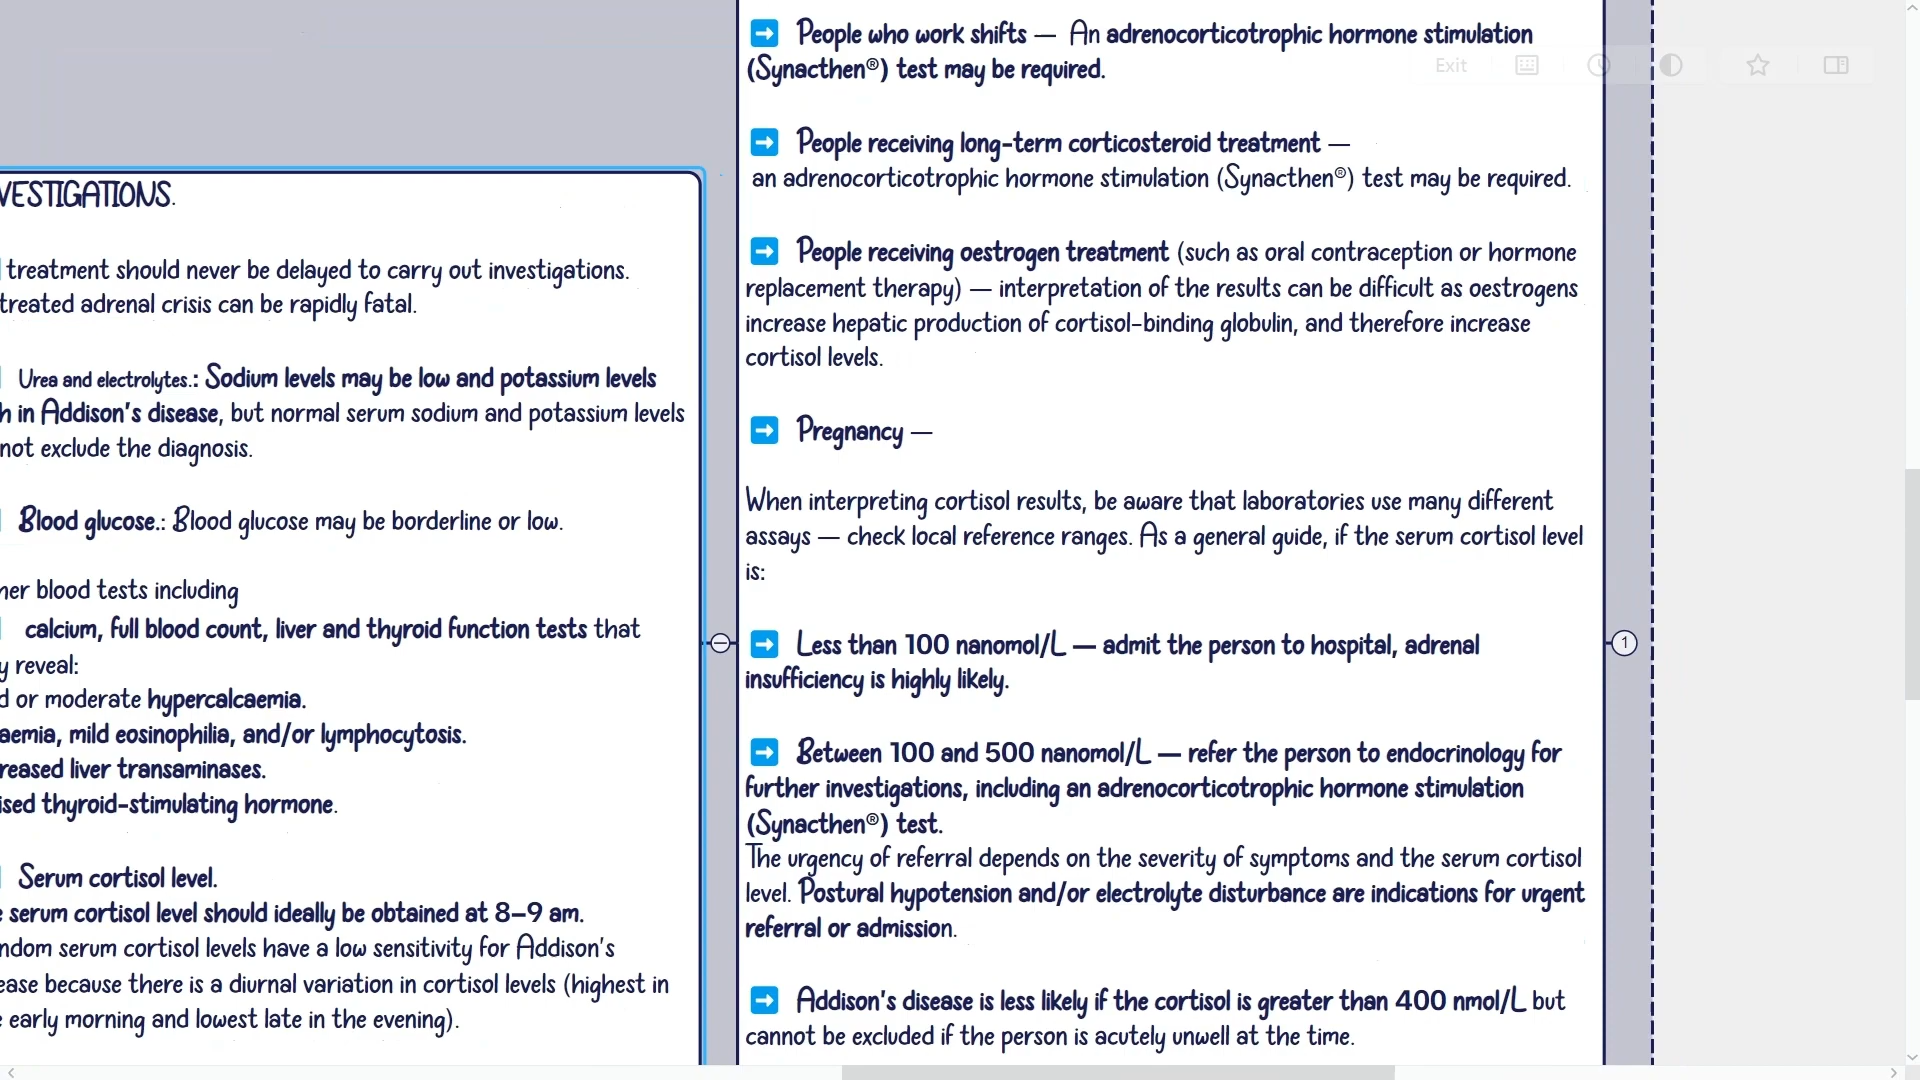 VESTIGATIONS.
treatment should never be delayed to carry out investigations.
treated adrenal crisis can be rapidly fatal.
Urea and electrolytes.: Sodium levels may be low and potassium levels
h in Addison's disease, but normal serum sodium and potassium levels
not exclude the diagnosis.
Blood glucose.: Blood glucose may be borderline or low.
her blood tests including
calcium, full blood count, liver and thyroid function tests that
y reveal:
d or moderate hypercalcaemia.
aemia, mild eosinophilia, and/or lymphocytosis.
reased liver transaminases.
ised thyroid-stimulating hormone.
Serum cortisol level.
e serum cortisol level should ideally be obtained at 8–9 am.
ndom serum cortisol levels have a low sensitivity for Addison's
ease because there is a diurnal variation in cortisol levels (highest in
e early morning and lowest late in the evening).
People who work shifts — An adrenocorticotrophic hormone stimulation
(Synacthen®) test may be required.
Exit
People receiving long-term corticosteroid treatment —
an adrenocorticotrophic hormone stimulation (Synacthen®) test may be required.
People receiving oestrogen treatment (such as oral contraception or hormone
replacement therapy) — interpretation of the results can be difficult as oestrogens
increase hepatic production of cortisol-binding globulin, and therefore increase
cortisol levels.
Pregnancy —
When interpreting cortisol results, be aware that laboratories use many different
assays — check local reference ranges. As a general guide, if the serum cortisol level
is:
Less than 100 nanomol/L — admit the person to hospital, adrenal
insufficiency is highly likely.
Between 100 and 500 nanomol/L — refer the person to endocrinology for
further investigations, including an adrenocorticotrophic hormone stimulation
(Synacthen®) test.
The urgency of referral depends on the severity of symptoms and the serum cortisol
level. Postural hypotension and/or electrolyte disturbance are indications for urgent
referral or admission.
Addison's disease is less likely if the cortisol is greater than 400 nmol/L but
cannot be excluded if the person is acutely unwell at the time.
1